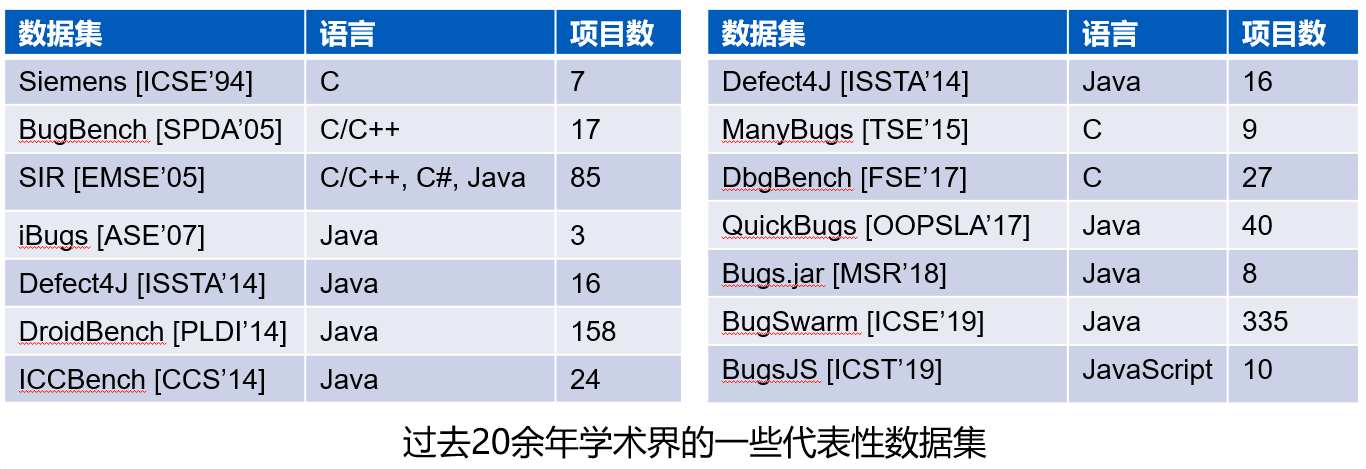 数据集 语言 项目数
Siemens [ICSE’94] C 7
BugBench [SPDA’05] C/C++ 17
SIR [EMSE’05] C/C++, C#, Java 85
iBugs [ASE’07] Java 3
Defect4J [ISSTA’14] Java 16
DroidBench [PLDI’14] Java 158
ICCBench [CCS’14] Java 24
数据集 语言 项目数
Defect4J [ISSTA’14] Java 16
ManyBugs [TSE’15] C 9
DbgBench [FSE’17] C 27
QuickBugs [OOPSLA’17] Java 40
Bugs.jar [MSR’18] Java 8
BugSwarm [ICSE’19] Java 335
BugsJS [ICST’19] JavaScript 10
过去20余年学术界的一些代表性数据集